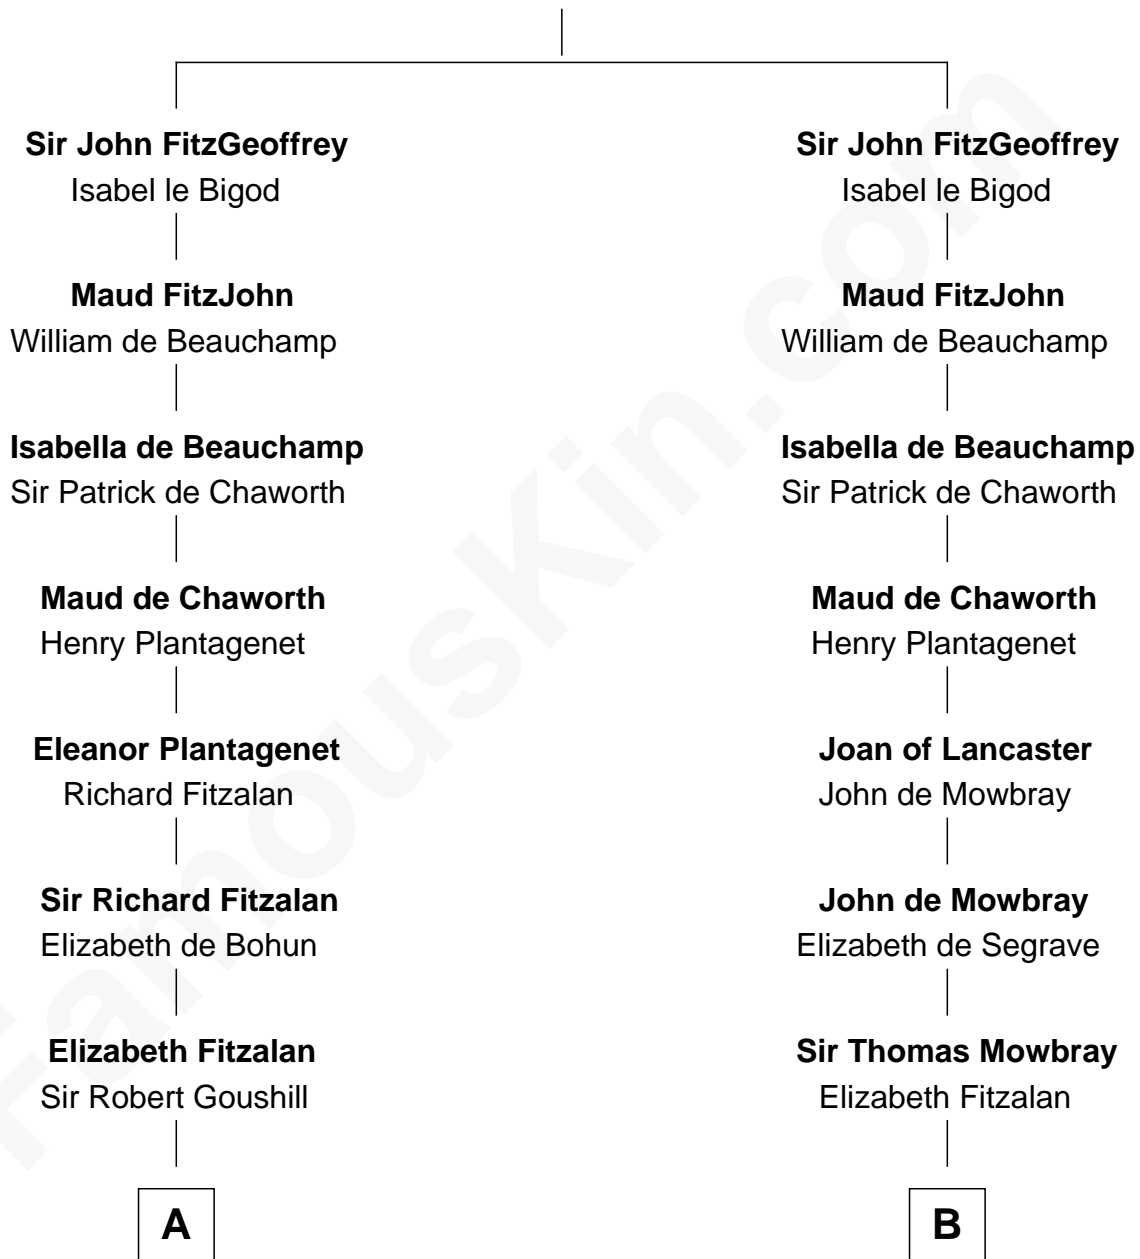 Sir John FitzGeoffrey
Isabel le Bigod
Maud FitzJohn
William de Beauchamp
Isabella de Beauchamp
Sir Patrick de Chaworth
Maud de Chaworth
Henry Plantagenet
Eleanor Plantagenet
Richard Fitzalan
Sir Richard Fitzalan
Elizabeth de Bohun
Elizabeth Fitzalan
Sir Robert Goushill
A
Sir John FitzGeoffrey
Isabel le Bigod
Maud FitzJohn
William de Beauchamp
Isabella de Beauchamp
Sir Patrick de Chaworth
Maud de Chaworth
Henry Plantagenet
Joan of Lancaster
John de Mowbray
John de Mowbray
Elizabeth de Segrave
Sir Thomas Mowbray
Elizabeth Fitzalan
B
FamousKin.com